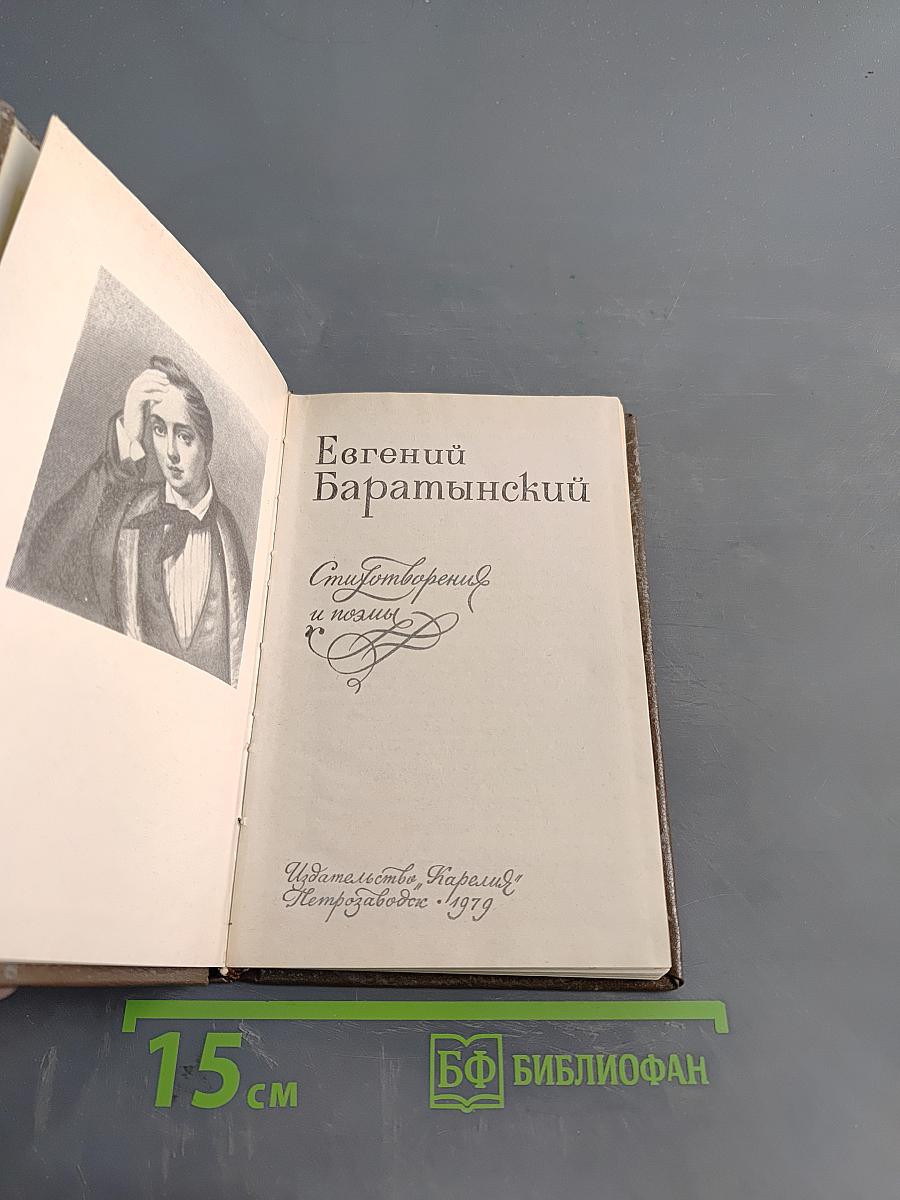 Евгений
Баратынский
Стихотворения
и поэмы
Издательство „Карелия“
Петрозаводск • 1979
15 см
БФ БИБЛИОФАН